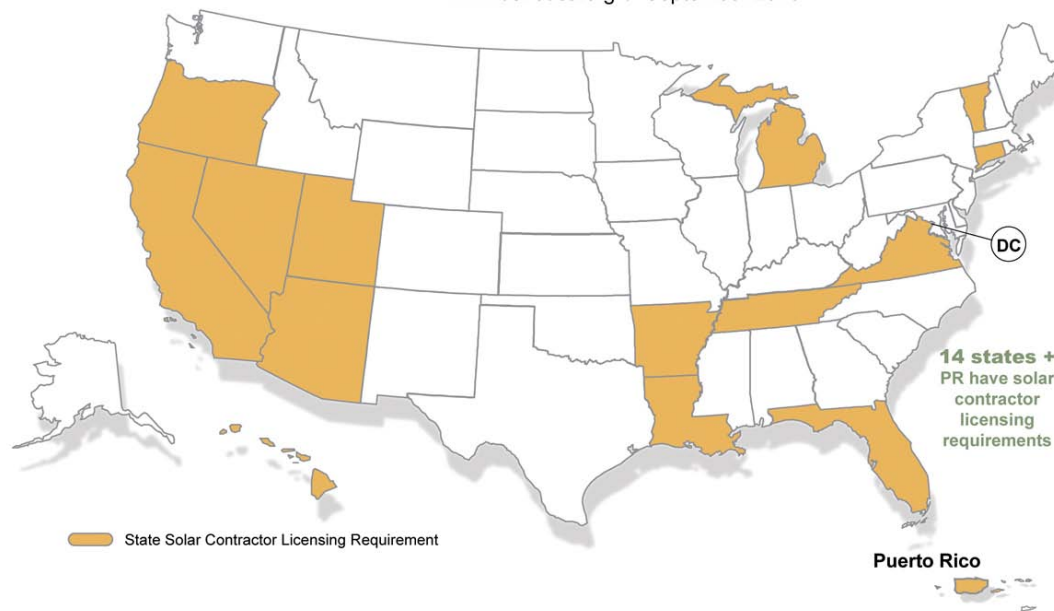 DC
14 states +
PR have solar
contractor
licensing
requirements
State Solar Contractor Licensing Requirement
Puerto Rico